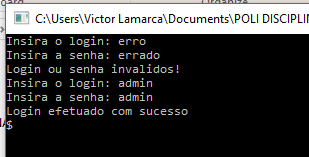 Organize
C:\Users\Victor Lamarca\Documents\POLI DISCIPLIN
Insira o login: erro
Insira a senha: errado
Login ou senha invalidos!
Insira o login: admin
Insira a senha: admin
Login efetuado com sucesso
$